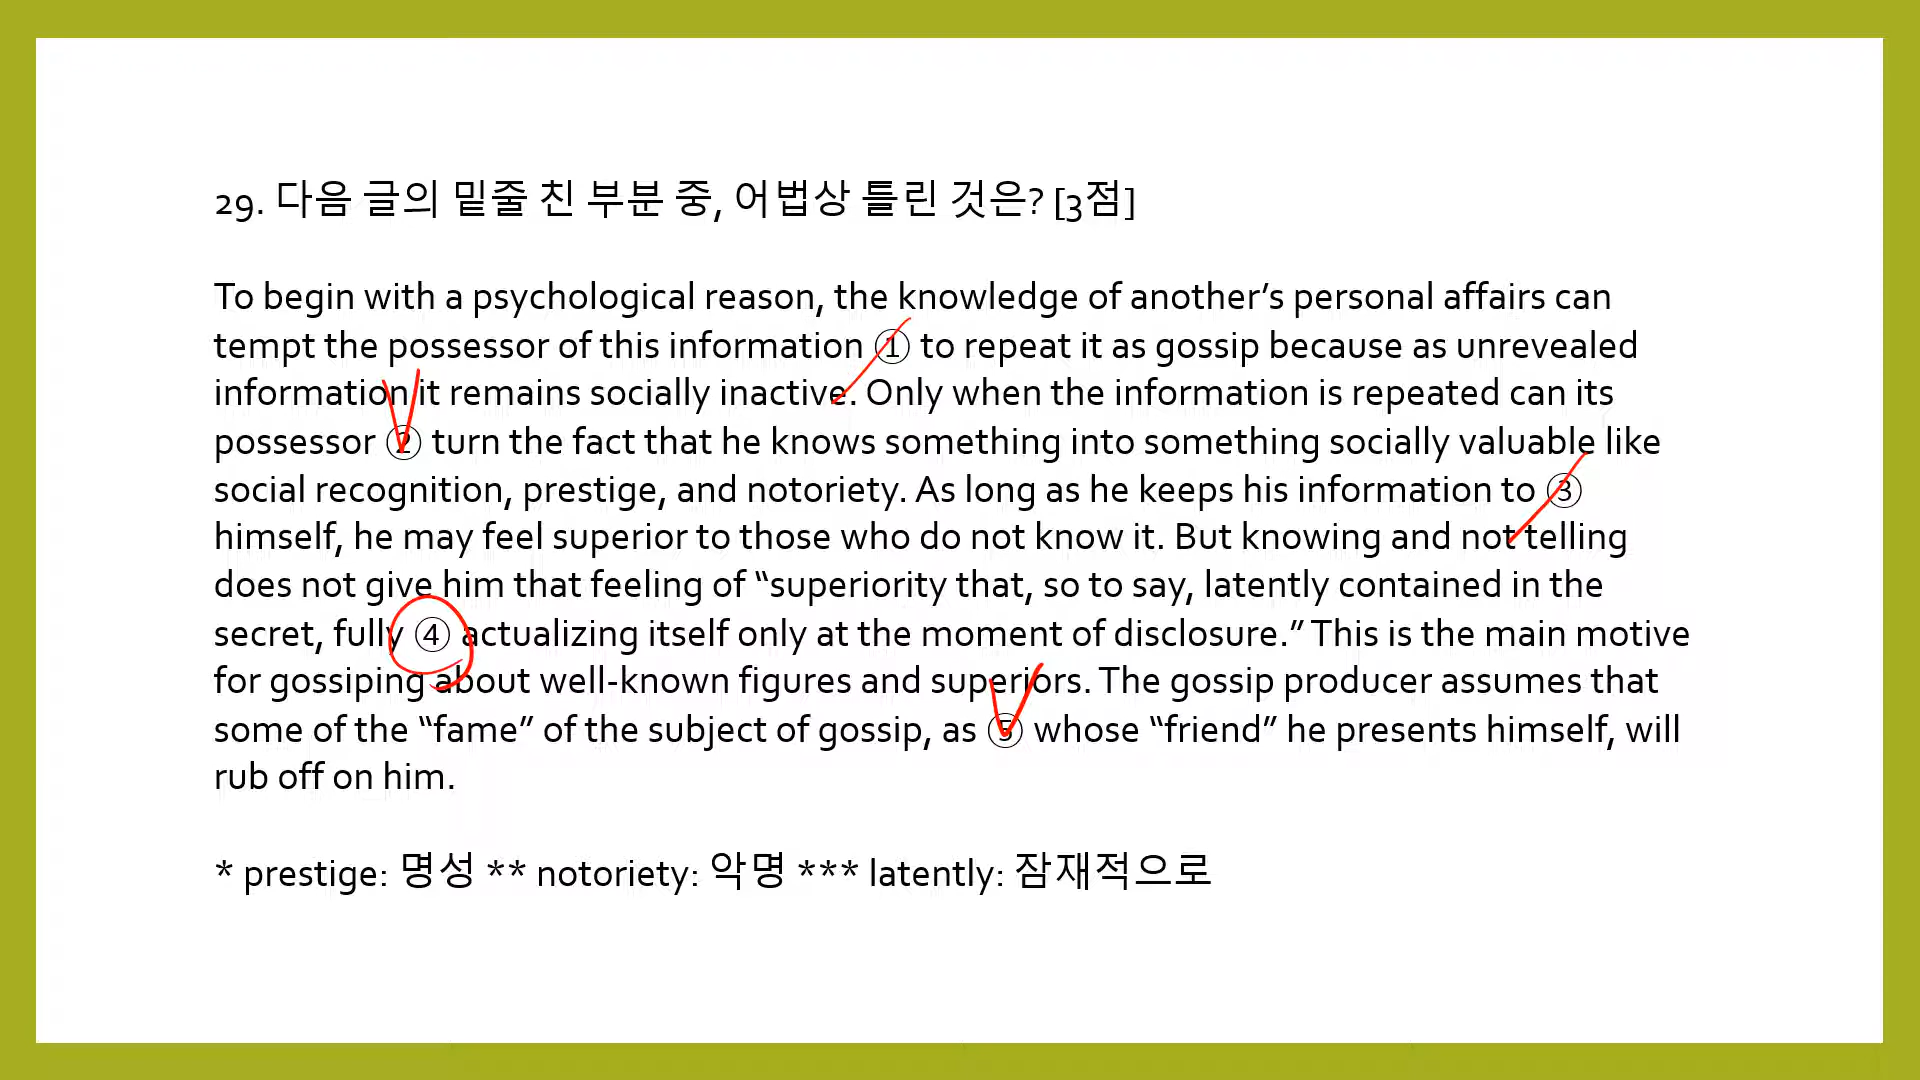 29. 다음 글의 밑줄 친 부분 중, 어법상 틀린 것은? [3점]
To begin with a psychological reason, the knowledge of another’s personal affairs can
tempt the possessor of this information ① to repeat it as gossip because as unrevealed
information it remains socially inactive. Only when the information is repeated can its
possessor ② turn the fact that he knows something into something socially valuable like
social recognition, prestige, and notoriety. As long as he keeps his information to ③
himself, he may feel superior to those who do not know it. But knowing and not telling
does not give him that feeling of “superiority that, so to say, latently contained in the
secret, fully ④ actualizing itself only at the moment of disclosure.” This is the main motive
for gossiping about well-known figures and superiors. The gossip producer assumes that
some of the “fame” of the subject of gossip, as ⑤ whose “friend” he presents himself, will
rub off on him.
* prestige: 명성 ** notoriety: 악명 *** latently: 잠재적으로